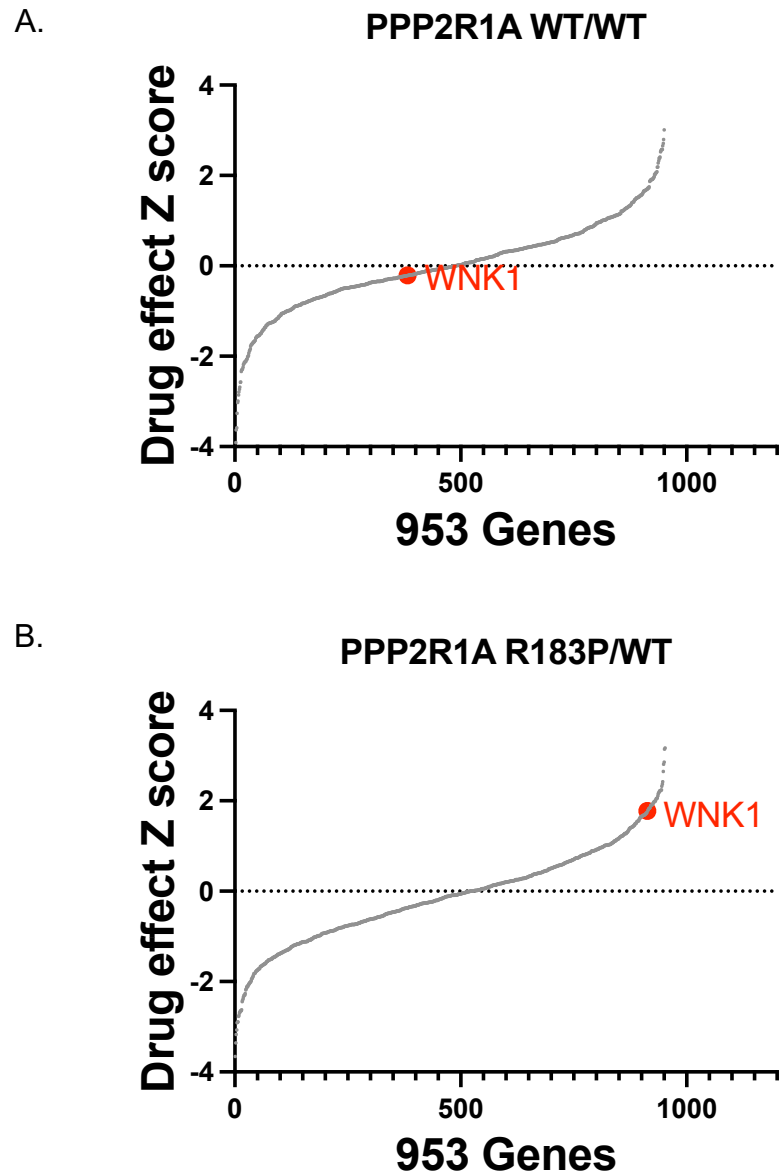 A.
PPP2R1A WT/WT
Drug effect Z score
4
2
0
-2
-4
WNK1
0
500
1000
953 Genes
B.
PPP2R1A R183P/WT
Drug effect Z score
4
2
0
-2
-4
WNK1
0
500
1000
953 Genes